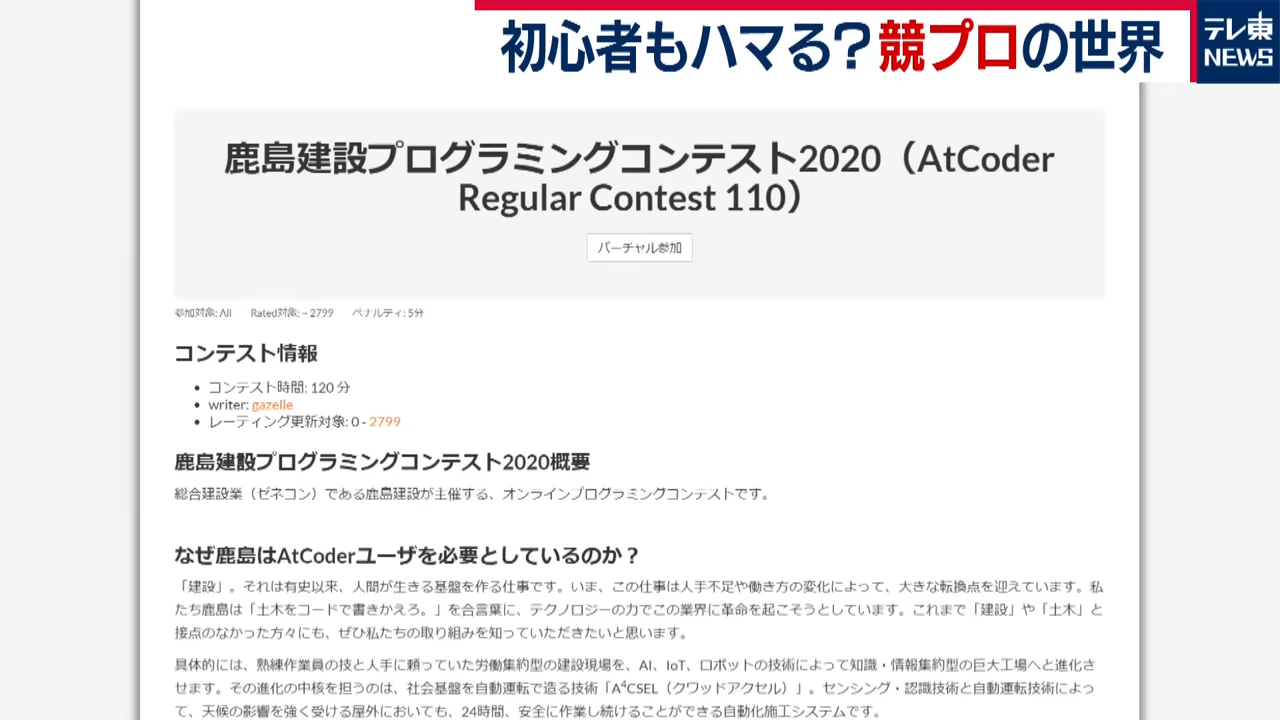 初心者もハマる？競プロの世界
テレ東
NEWS
鹿島建設プログラミングコンテスト2020（AtCoder
Regular Contest 110）
バーチャル参加
参加対象: All Rated対象: ~ 2799 ペナルティ: 5分
コンテスト情報
• コンテスト時間: 120 分
• writer: gazelle
• レーティング更新対象: 0 - 2799
鹿島建設プログラミングコンテスト2020概要
総合建設業（ゼネコン）である鹿島建設が主催する、オンラインプログラミングコンテストです。
なぜ鹿島はAtCoderユーザを必要としているのか？
「建設」。それは有史以来、人間が生きる基盤を作る仕事です。いま、この仕事は人手不足や働き方の変化によって、大きな転換点を迎えています。私
たち鹿島は「土木をコードで書きかえろ。」を合言葉に、テクノロジーの力でこの業界に革命を起こそうとしています。これまで「建設」や「土木」と
接点のなかった方々にも、ぜひ私たちの取り組みを知っていただきたいと思います。
具体的には、熟練作業員の技と人手に頼っていた労働集約型の建設現場を、AI、IoT、ロボットの技術によって知識・情報集約型の巨大工場へと進化さ
せます。その進化の中核を担うのは、社会基盤を自動運転で造る技術「A⁴CSEL（クワッドアクセル）」。センシング・認識技術と自動運転技術によっ
て、天候の影響を強く受ける屋外においても、24時間、安全に作業し続けることができる自動化施工システムです。